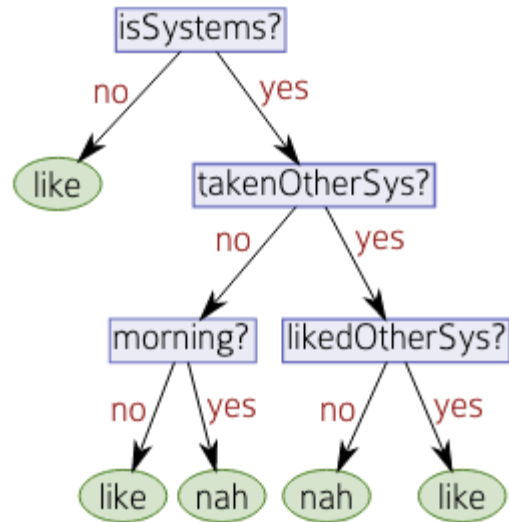 isSystems?
no yes
like takenOtherSys?
no yes
morning? likedOtherSys?
no yes no yes
like nah nah like